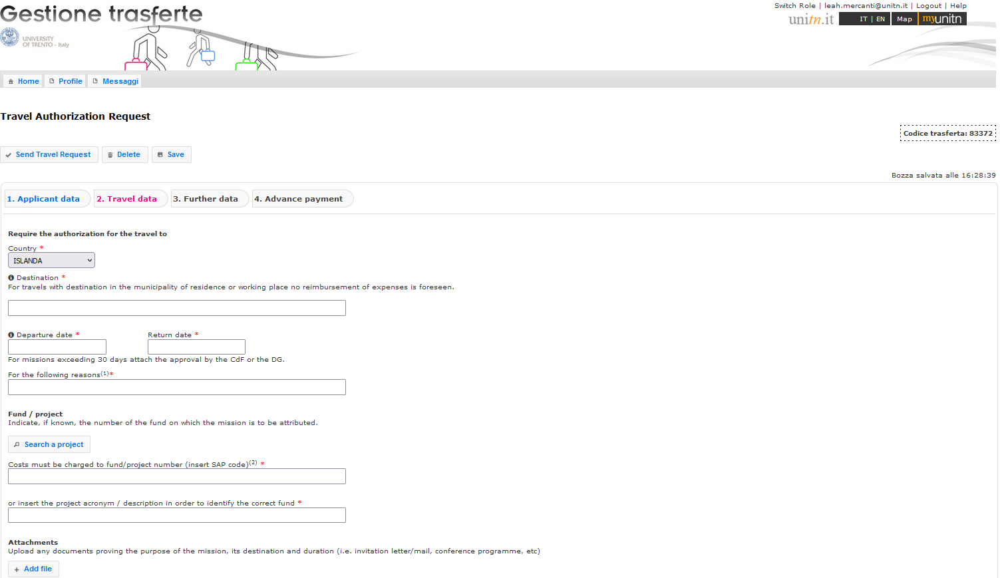 Gestione trasferte
Switch Role | leah.mercanti@unitn.it | Logout | Help
unitn.it IT | EN Map myunitn
UNIVERSITY
OF TRENTO - Italy
Home Profile Messaggi
Travel Authorization Request
Codice trasferta: 83372
Send Travel Request Delete Save
Bozza salvata alle 16:28:39
1. Applicant data 2. Travel data 3. Further data 4. Advance payment
Require the authorization for the travel to
Country *
ISLANDA
Destination *
For travels with destination in the municipality of residence or working place no reimbursement of expenses is foreseen.
Departure date * Return date *
For missions exceeding 30 days attach the approval by the CdF or the DG.
For the following reasons(1)*
Fund / project
Indicate, if known, the number of the fund on which the mission is to be attributed.
Search a project
Costs must be charged to fund/project number (insert SAP code)(2) *
or insert the project acronym / description in order to identify the correct fund *
Attachments
Upload any documents proving the purpose of the mission, its destination and duration (i.e. invitation letter/mail, conference programme, etc)
+ Add file